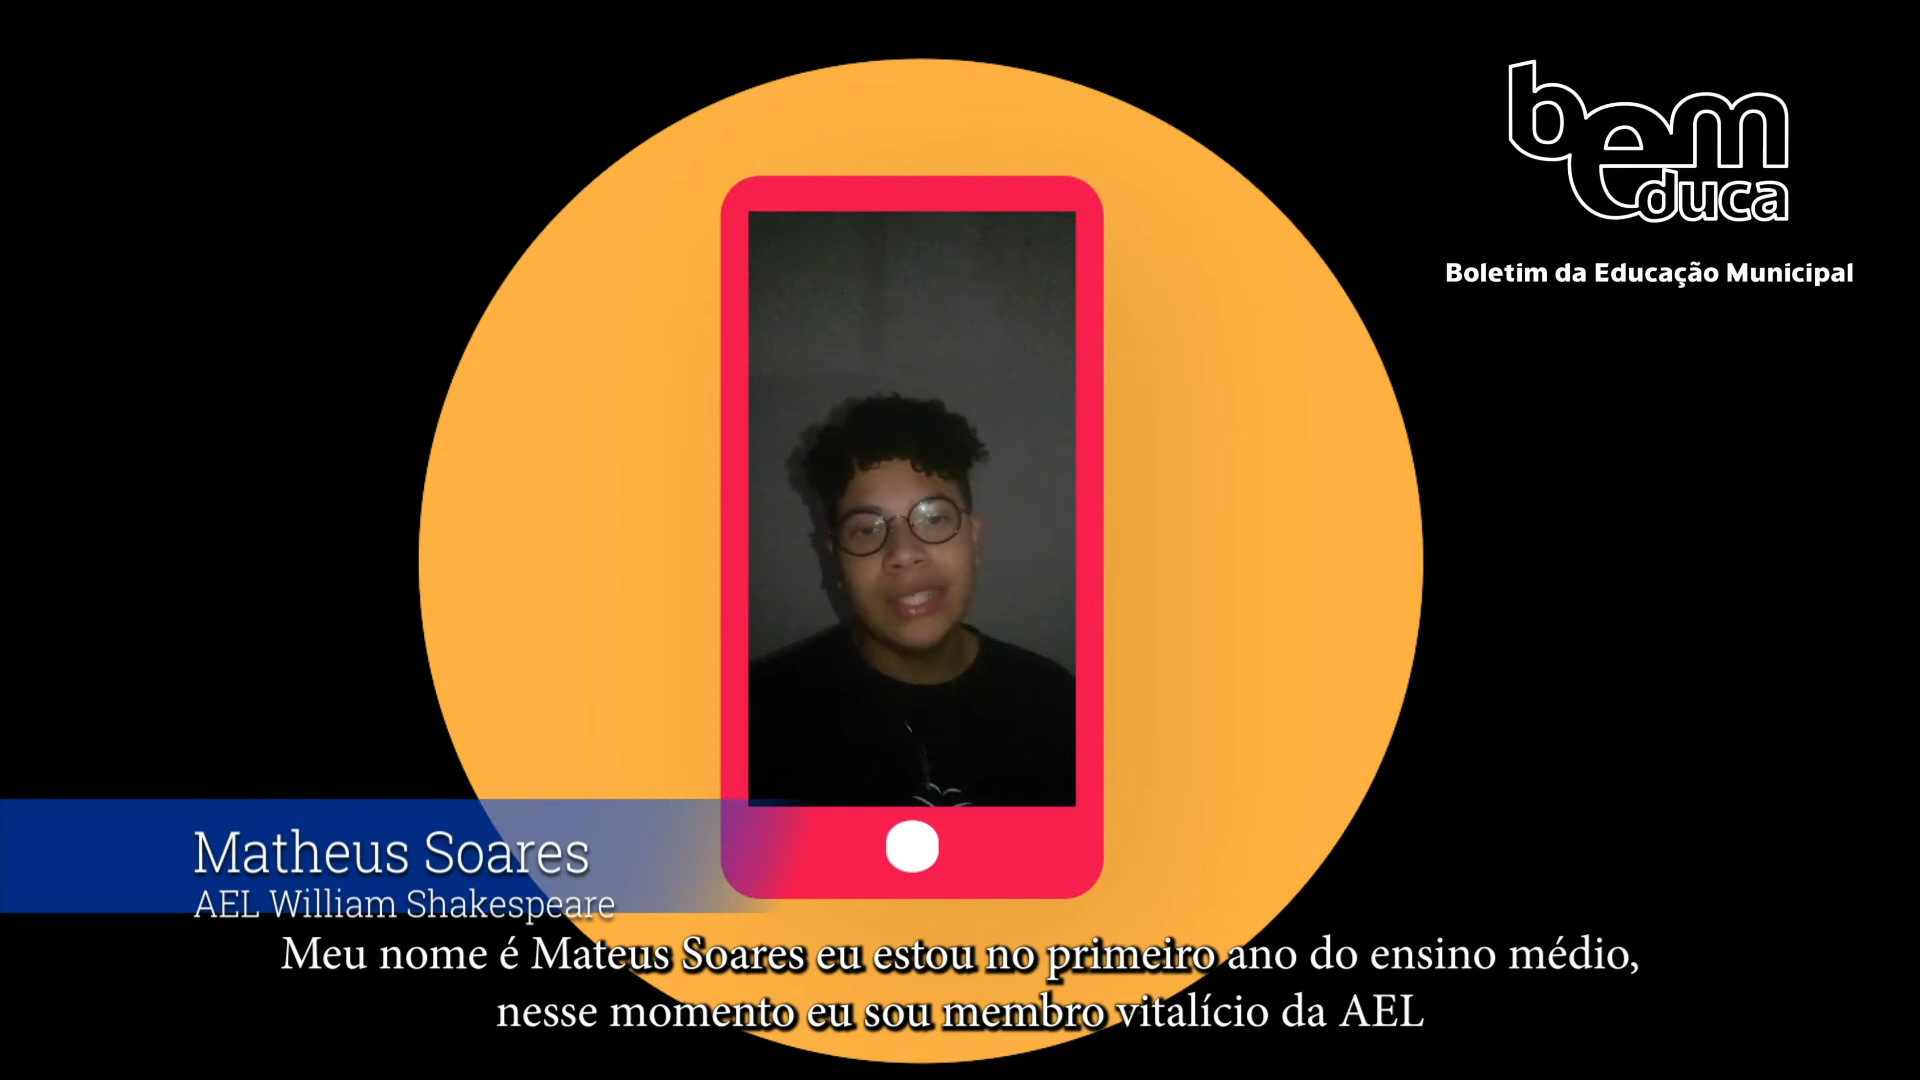 bem
educa
Boletim da Educação Municipal
Matheus Soares
AEL William Shakespeare
Meu nome é Mateus Soares eu estou no primeiro ano do ensino médio,
nesse momento eu sou membro vitalício da AEL